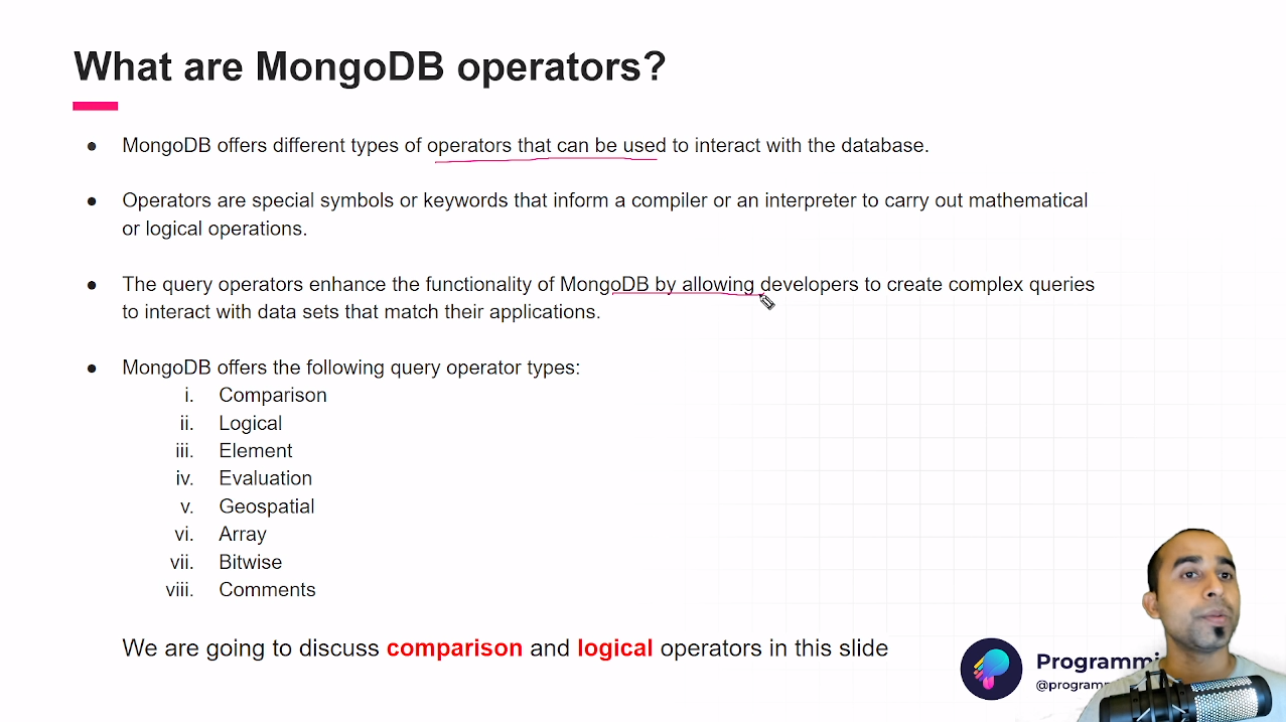 What are MongoDB operators?
● MongoDB offers different types of operators that can be used to interact with the database.
● Operators are special symbols or keywords that inform a compiler or an interpreter to carry out mathematical
or logical operations.
● The query operators enhance the functionality of MongoDB by allowing developers to create complex queries
to interact with data sets that match their applications.
● MongoDB offers the following query operator types:
i. Comparison
ii. Logical
iii. Element
iv. Evaluation
v. Geospatial
vi. Array
vii. Bitwise
viii. Comments
We are going to discuss comparison and logical operators in this slide